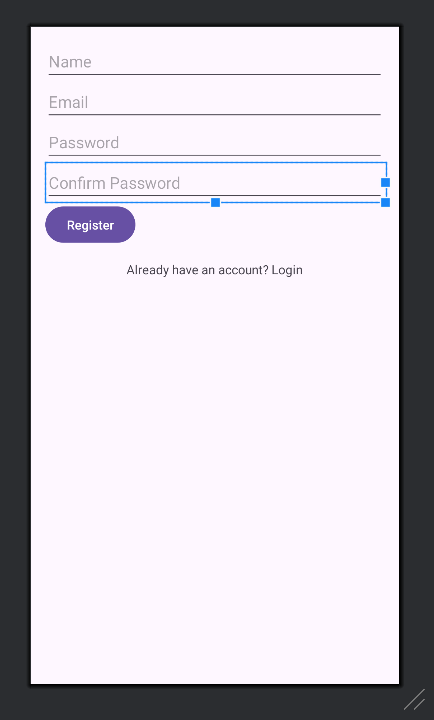 Name
Email
Password
Confirm Password
Register
Already have an account? Login